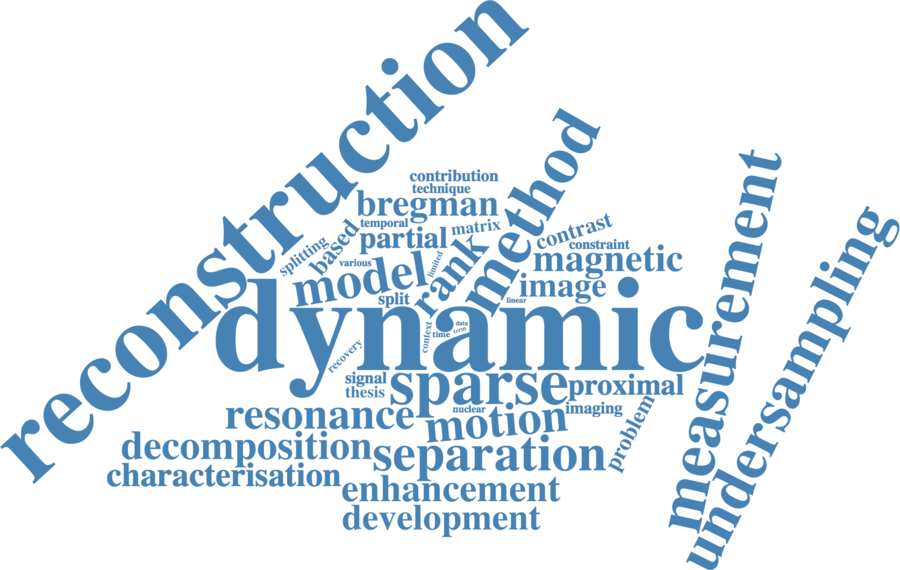 reconstruction
method
contribution
technique
bregman
temporal
matrix
contrast
constraint
splitting
based
partial
various
limited
rank
magnetic
model
split
image
linear
dynamic
measurement
undersampling
context
time
data
term
recovery
signal
thesis
sparse
proximal
nuclear
imaging
resonance
motion
problem
decomposition
separation
characterisation
enhancement
development